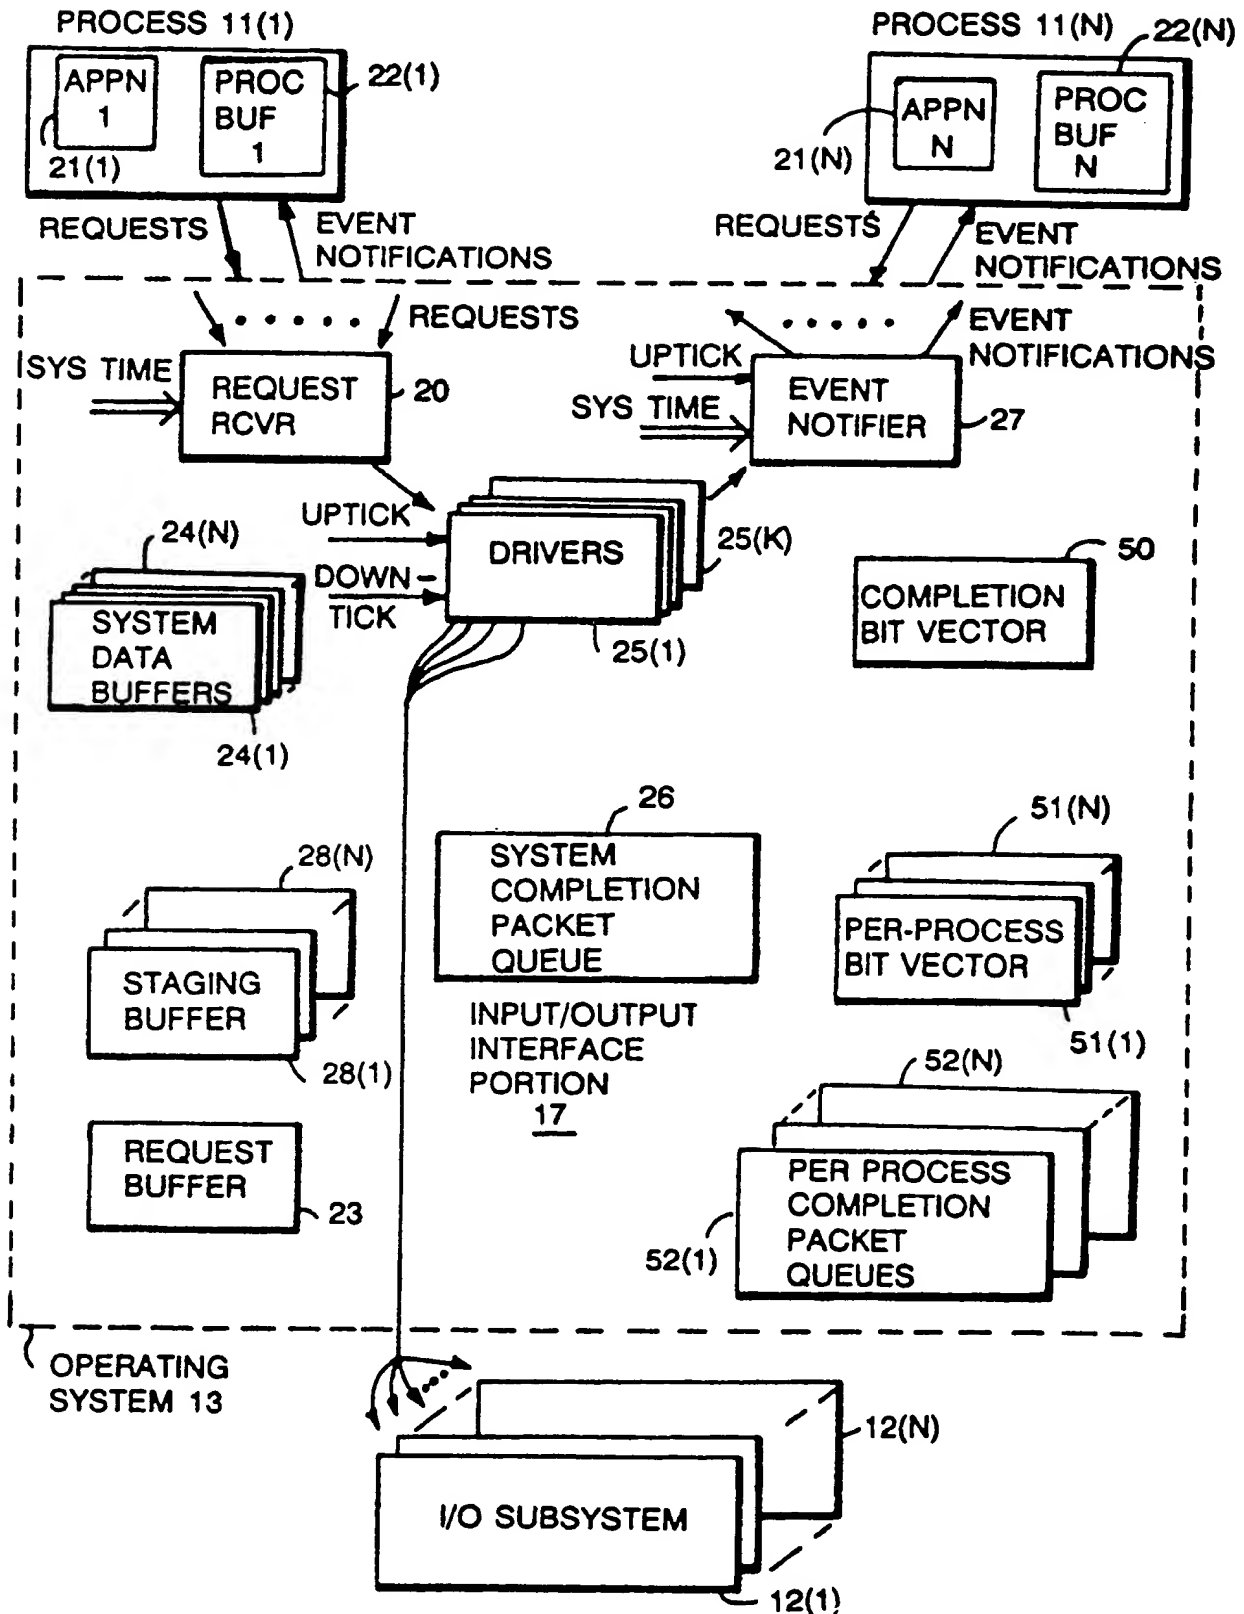 PROCESS 11(1)
PROCESS 11(N)
22(N)
APPN
1
PROC
BUF
1
22(1)
21(1)
APPN
N
PROC
BUF
N
21(N)
REQUESTS
EVENT
NOTIFICATIONS
REQUESTS
EVENT
NOTIFICATIONS
REQUESTS
EVENT
NOTIFICATIONS
SYS TIME
REQUEST
RCVR
20
UPTICK
SYS TIME
EVENT
NOTIFIER
27
UPTICK
DOWN-
TICK
DRIVERS
25(K)
25(1)
24(N)
SYSTEM
DATA
BUFFERS
24(1)
50
COMPLETION
BIT VECTOR
26
SYSTEM
COMPLETION
PACKET
QUEUE
51(N)
PER-PROCESS
BIT VECTOR
51(1)
28(N)
STAGING
BUFFER
28(1)
INPUT/OUTPUT
INTERFACE
PORTION
17
52(N)
PER PROCESS
COMPLETION
PACKET
QUEUES
52(1)
REQUEST
BUFFER
23
OPERATING
SYSTEM 13
12(N)
I/O SUBSYSTEM
12(1)